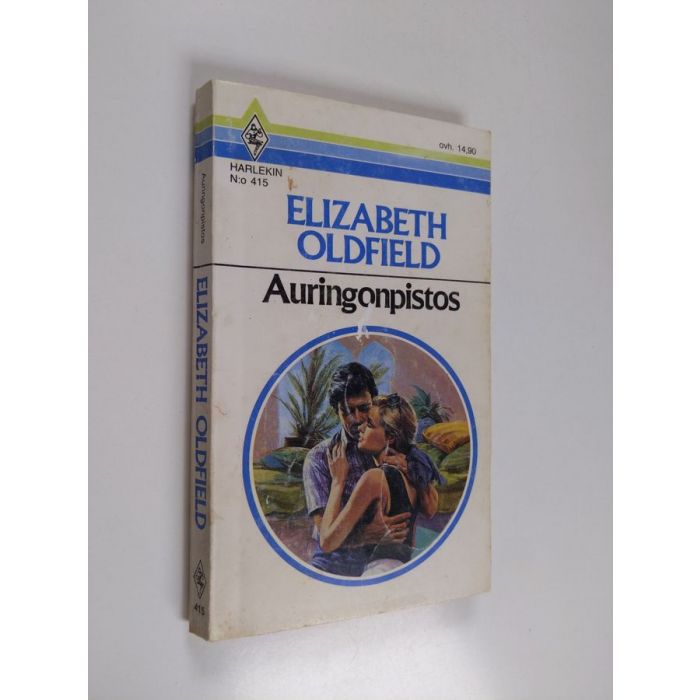 HARLEKIN
N:o 415
ovh. 14,90
ELIZABETH
OLDFIELD
Auringonpistos
Auringonpistos
ELIZABETH OLDFIELD
415